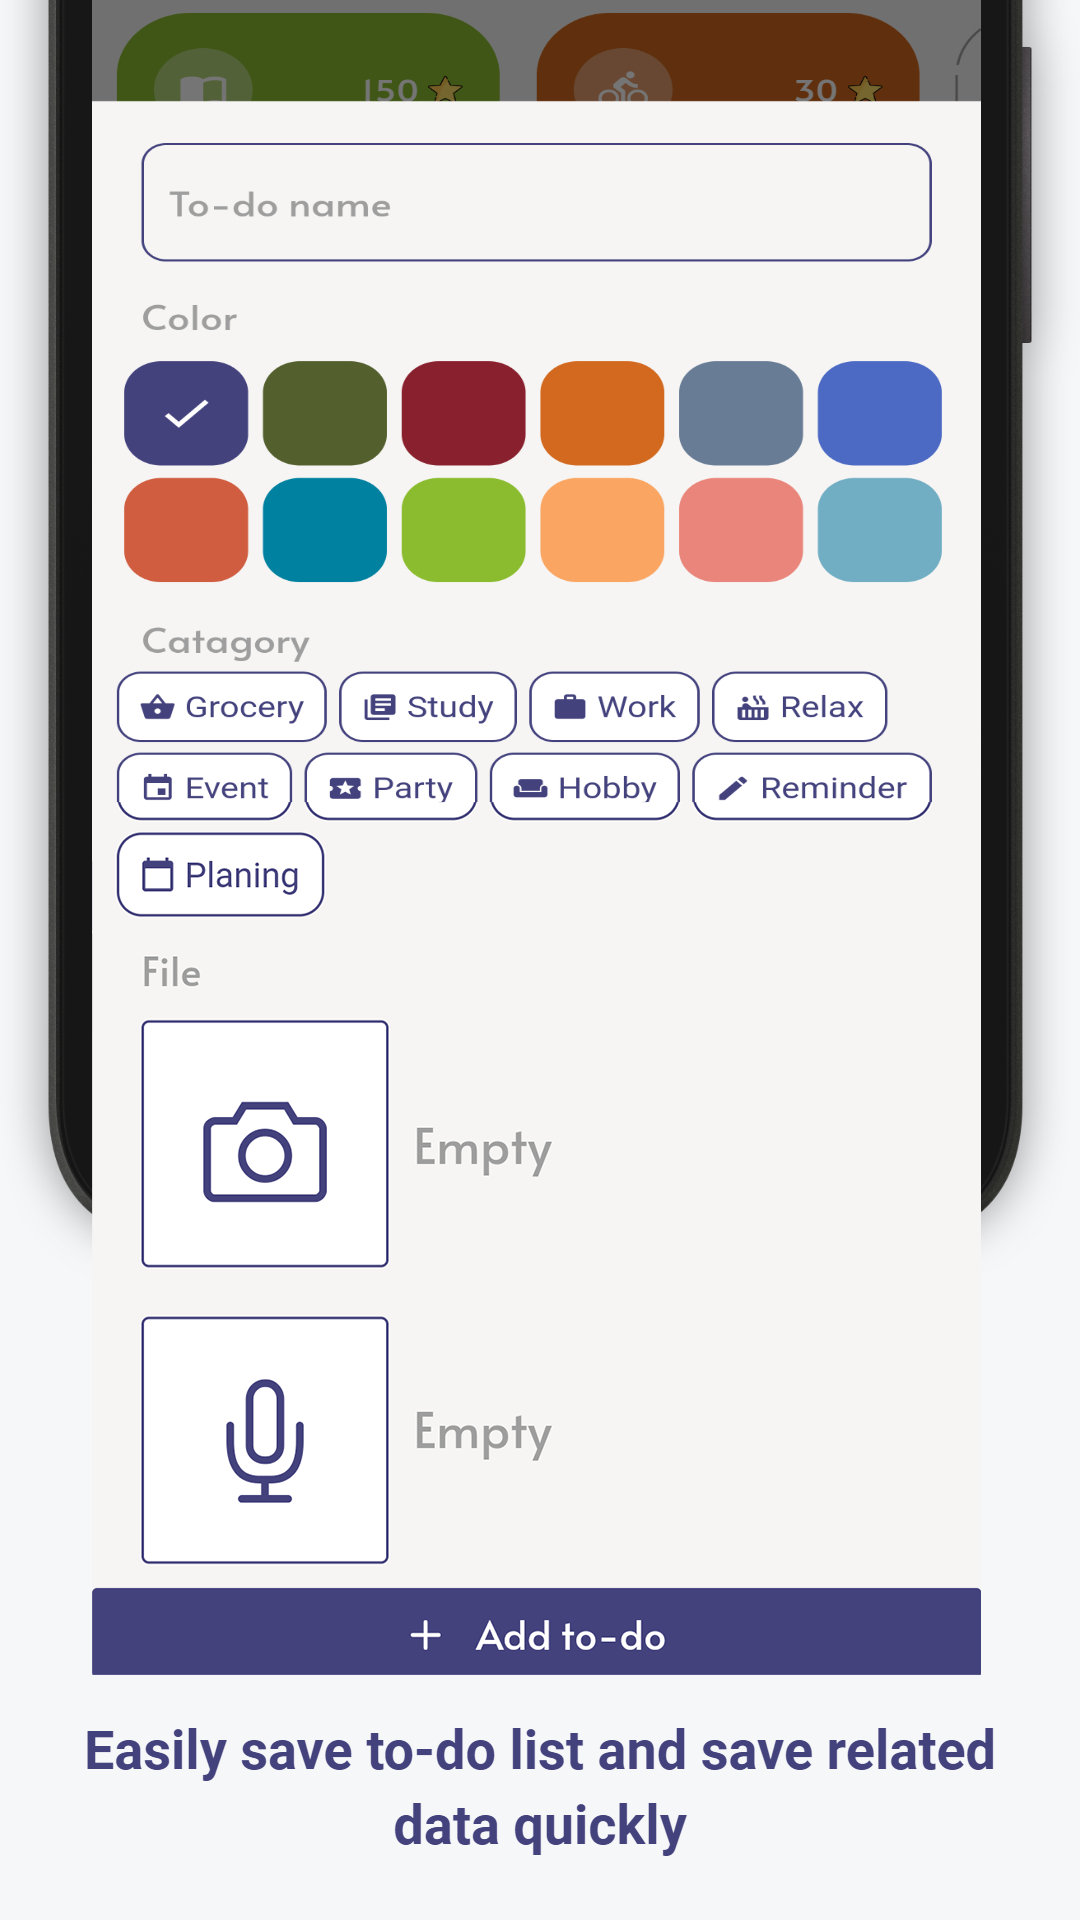 150 30
To-do name
Color
Catagory
Grocery Study Work Relax
Event Party Hobby Reminder
Planing
File
Empty
Empty
+ Add to-do
Easily save to-do list and save related
data quickly